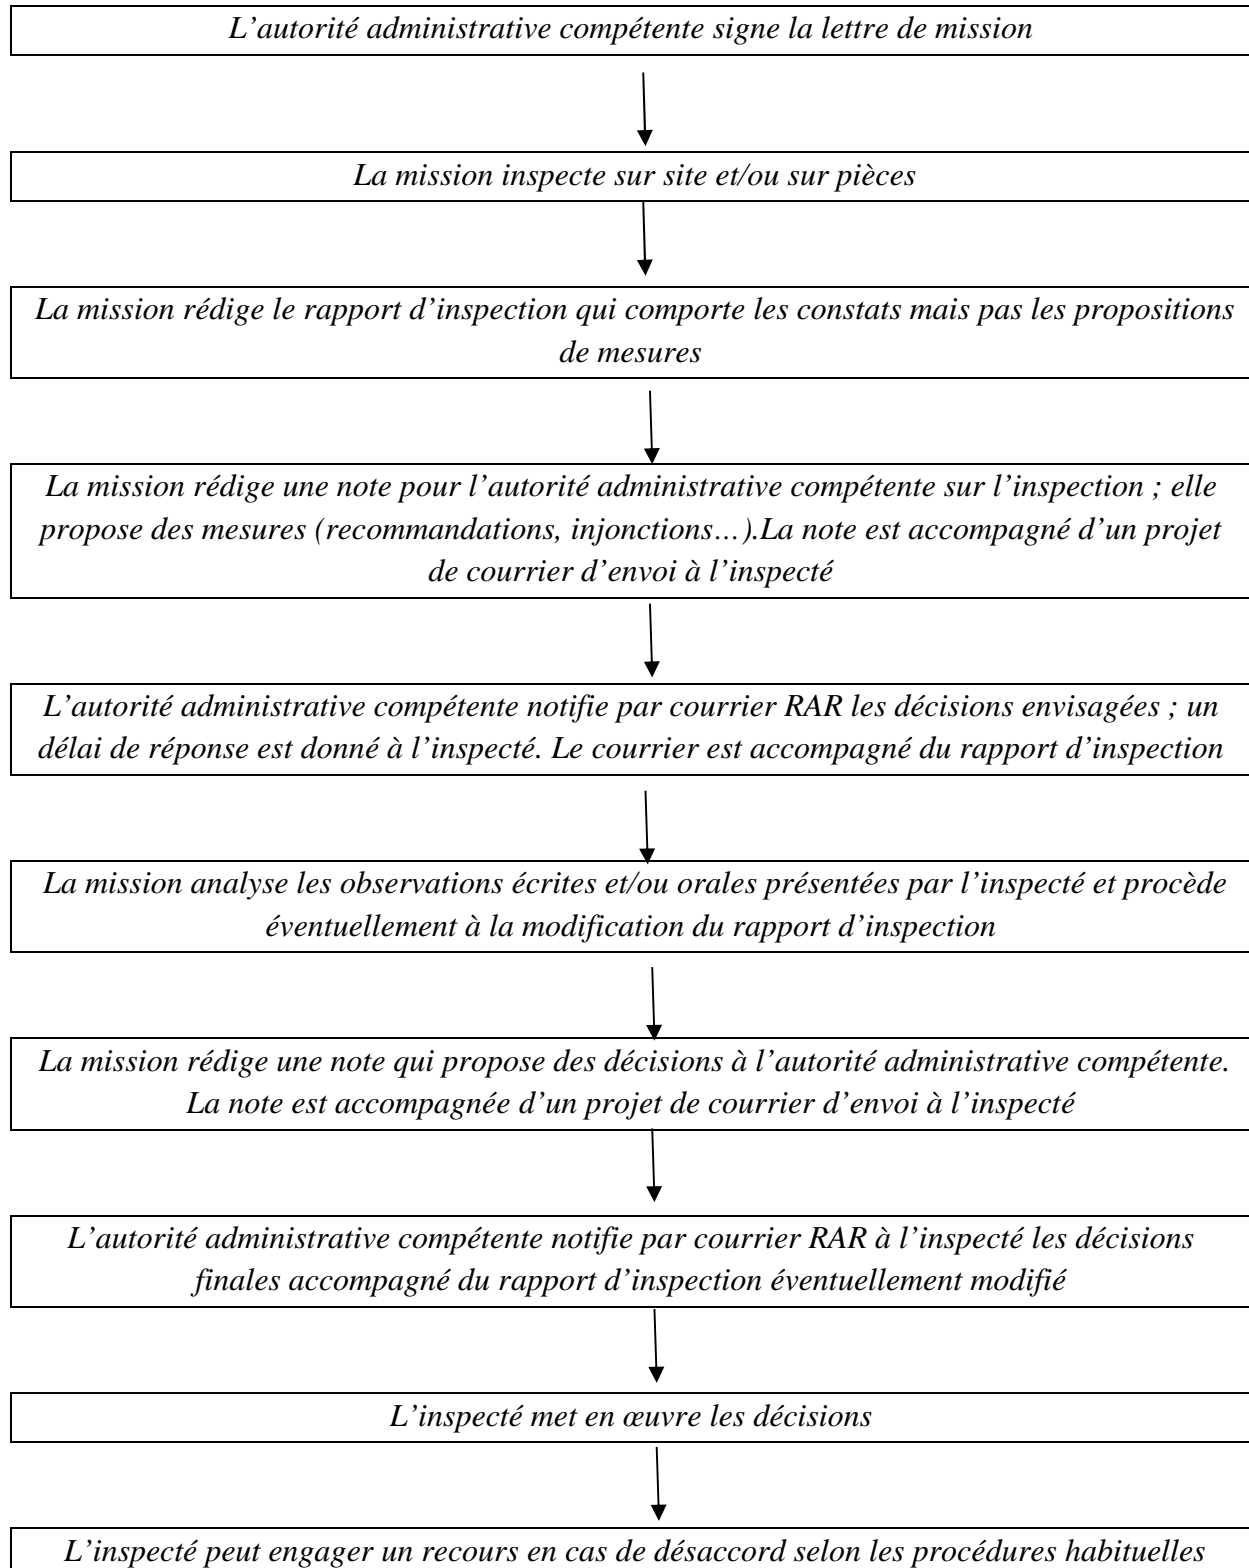 L’autorité administrative compétente signe la lettre de mission
La mission inspecte sur site et/ou sur pièces
La mission rédige le rapport d’inspection qui comporte les constats mais pas les propositions
de mesures
La mission rédige une note pour l’autorité administrative compétente sur l’inspection ; elle
propose des mesures (recommandations, injonctions…).La note est accompagné d’un projet
de courrier d’envoi à l’inspecté
L’autorité administrative compétente notifie par courrier RAR les décisions envisagées ; un
délai de réponse est donné à l’inspecté. Le courrier est accompagné du rapport d’inspection
La mission analyse les observations écrites et/ou orales présentées par l’inspecté et procède
éventuellement à la modification du rapport d’inspection
La mission rédige une note qui propose des décisions à l’autorité administrative compétente.
La note est accompagnée d’un projet de courrier d’envoi à l’inspecté
L’autorité administrative compétente notifie par courrier RAR à l’inspecté les décisions
finales accompagné du rapport d’inspection éventuellement modifié
L’inspecté met en œuvre les décisions
L’inspecté peut engager un recours en cas de désaccord selon les procédures habituelles